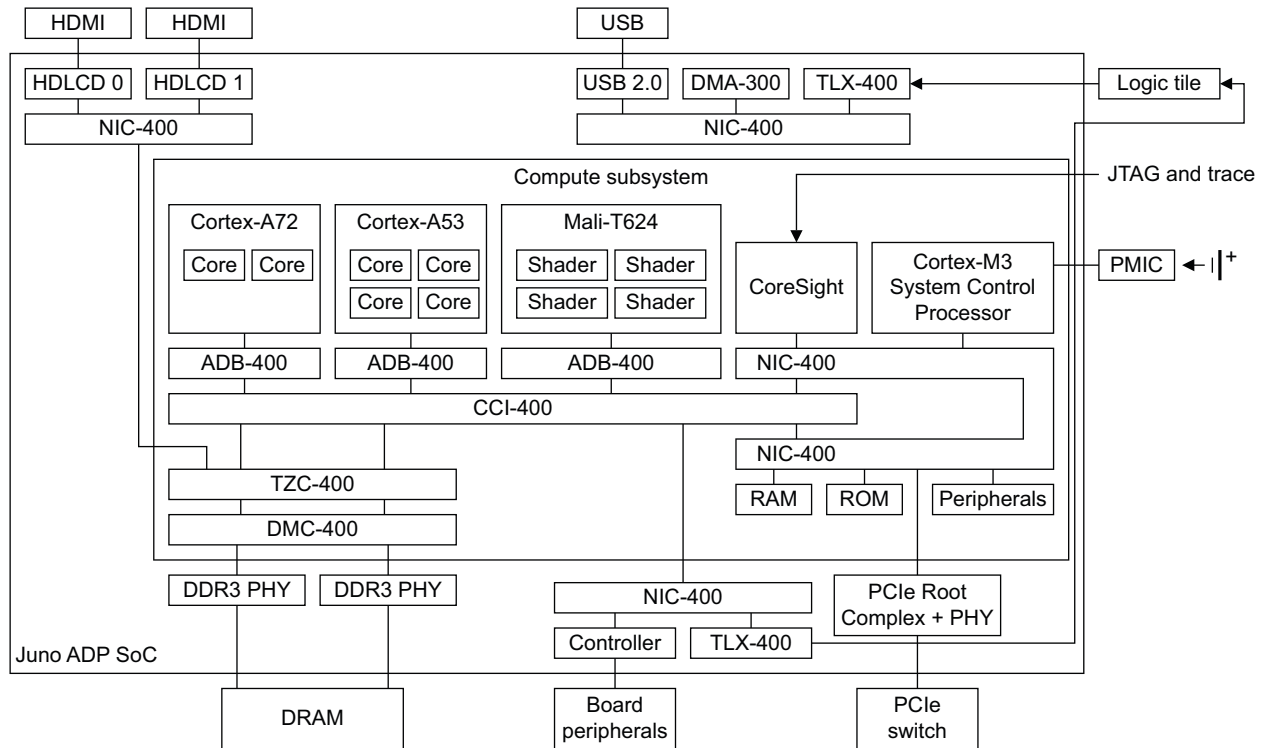 HDMI
HDMI
USB
HDLCD 0
HDLCD 1
USB 2.0
DMA-300
TLX-400
Logic tile
NIC-400
NIC-400
Compute subsystem
JTAG and trace
Cortex-A72
Cortex-A53
Mali-T624
Core
Core
Core
Core
Core
Core
Shader
Shader
Shader
Shader
CoreSight
Cortex-M3
System Control
Processor
PMIC
+
ADB-400
ADB-400
ADB-400
NIC-400
CCI-400
NIC-400
TZC-400
RAM
ROM
Peripherals
DMC-400
DDR3 PHY
DDR3 PHY
NIC-400
PCIe Root
Complex + PHY
Controller
TLX-400
Juno ADP SoC
DRAM
Board
peripherals
PCIe
switch